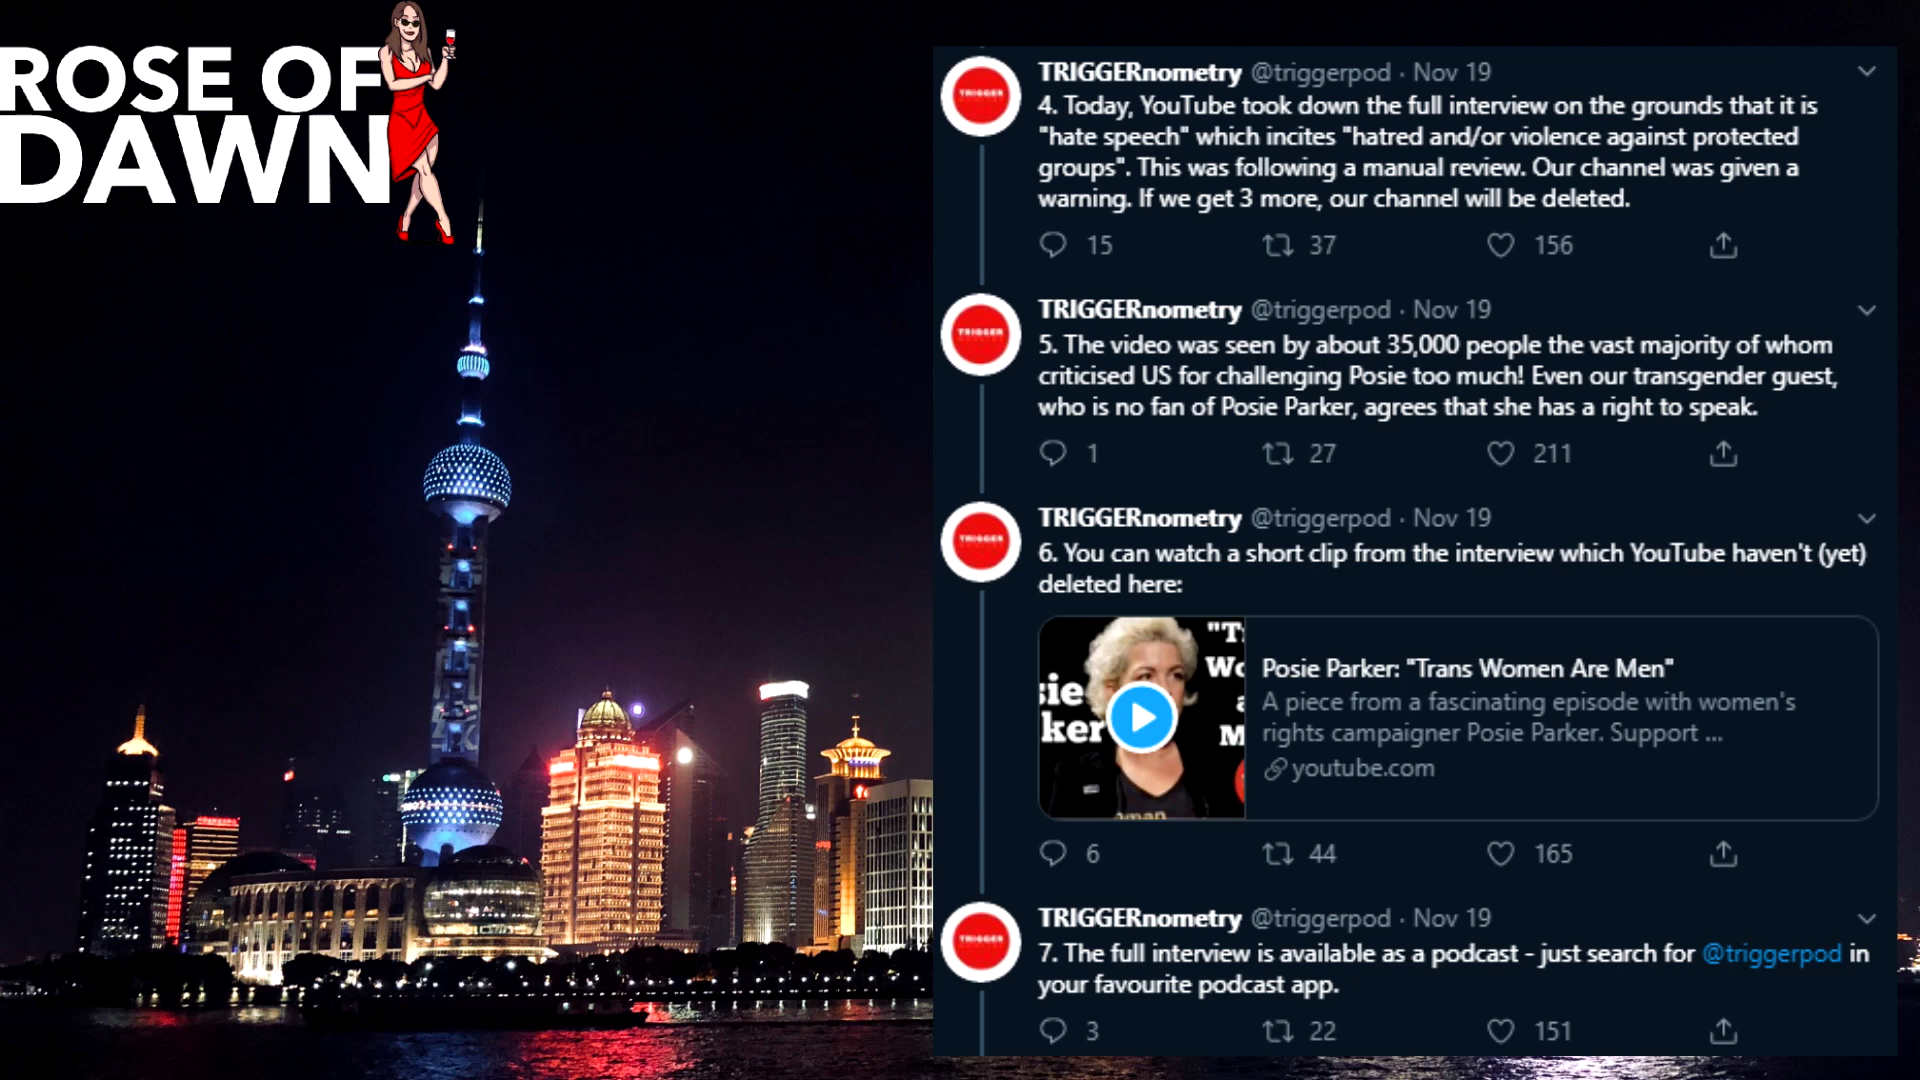 ROSE OF
DAWN
TRIGGERnometry @triggerpod · Nov 19
4. Today, YouTube took down the full interview on the grounds that it is
"hate speech" which incites "hatred and/or violence against protected
groups". This was following a manual review. Our channel was given a
warning. If we get 3 more, our channel will be deleted.
15 37 156
TRIGGERnometry @triggerpod · Nov 19
5. The video was seen by about 35,000 people the vast majority of whom
criticised US for challenging Posie too much! Even our transgender guest,
who is no fan of Posie Parker, agrees that she has a right to speak.
1 27 211
TRIGGERnometry @triggerpod · Nov 19
6. You can watch a short clip from the interview which YouTube haven't (yet)
deleted here:
Posie Parker: "Trans Women Are Men"
A piece from a fascinating episode with women's
rights campaigner Posie Parker. Support ...
youtube.com
6 44 165
TRIGGERnometry @triggerpod · Nov 19
7. The full interview is available as a podcast - just search for @triggerpod in
your favourite podcast app.
3 22 151